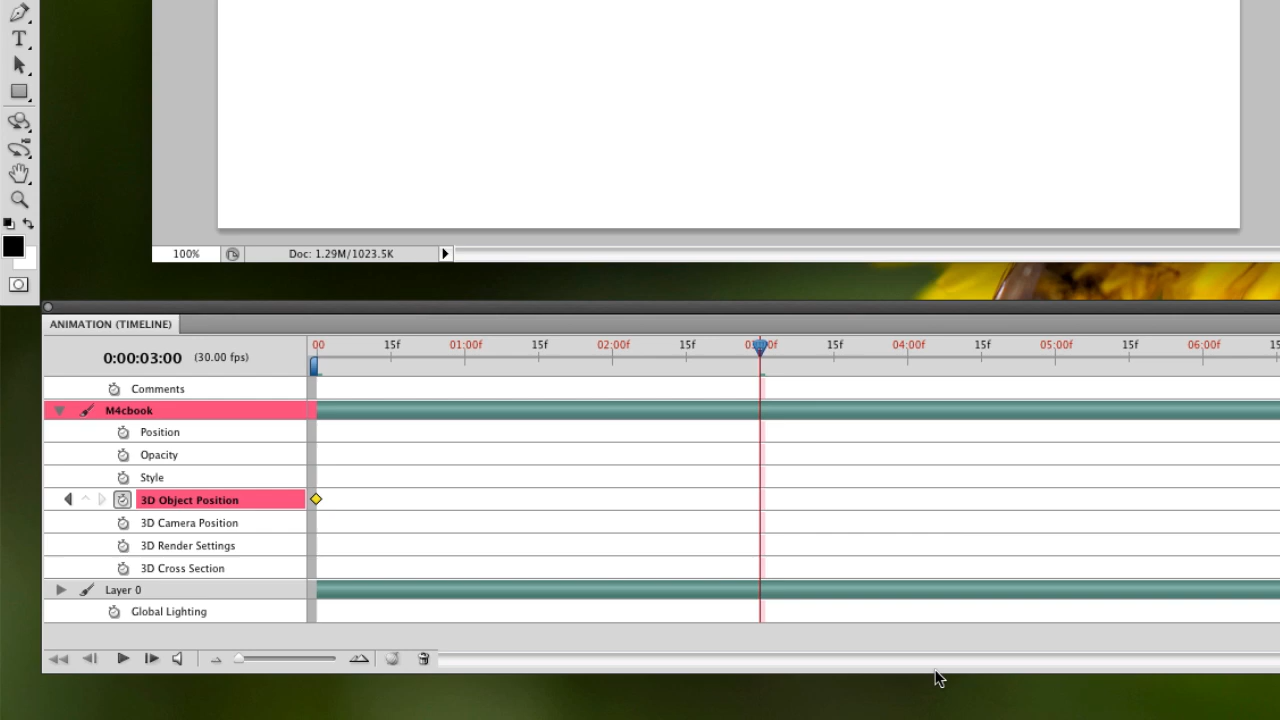 T
100%
Doc: 1.29M/1023.5K
ANIMATION (TIMELINE)
0:00:03:00 (30.00 fps)
00 15f 01:00f 15f 02:00f 15f 15f 04:00f 15f 05:00f 15f 06:00f
Comments
M4cbook
Position
Opacity
Style
3D Object Position
3D Camera Position
3D Render Settings
3D Cross Section
Layer 0
Global Lighting